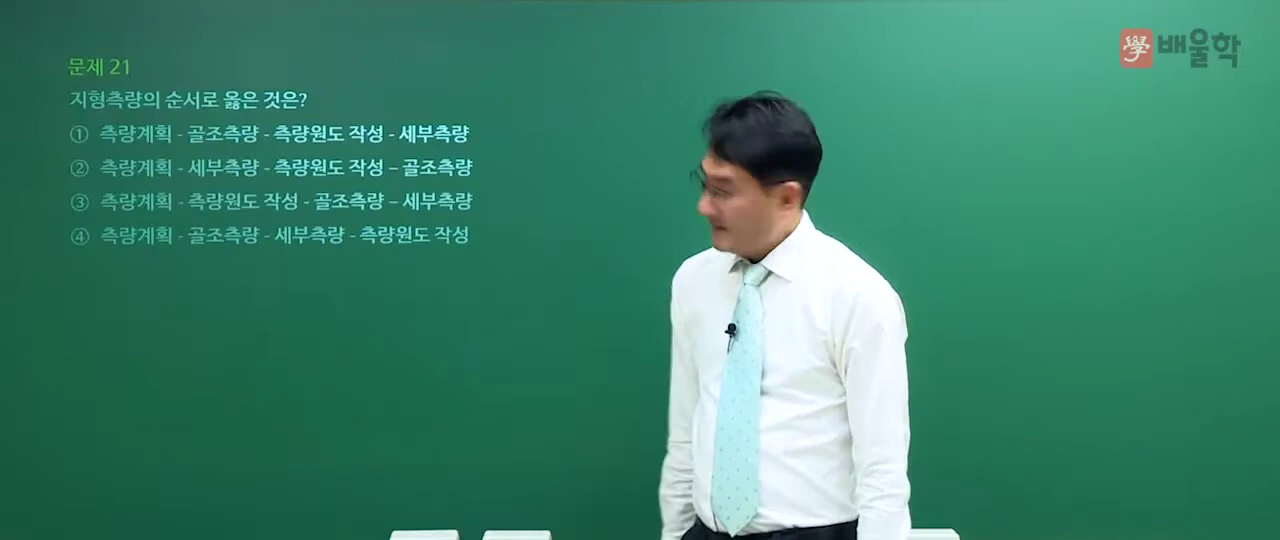 學 배울학
문제 21
지형측량의 순서로 옳은 것은?
① 측량계획 - 골조측량 - 측량원도 작성 - 세부측량
② 측량계획 - 세부측량 - 측량원도 작성 – 골조측량
③ 측량계획 - 측량원도 작성 - 골조측량 – 세부측량
④ 측량계획 - 골조측량 - 세부측량 - 측량원도 작성